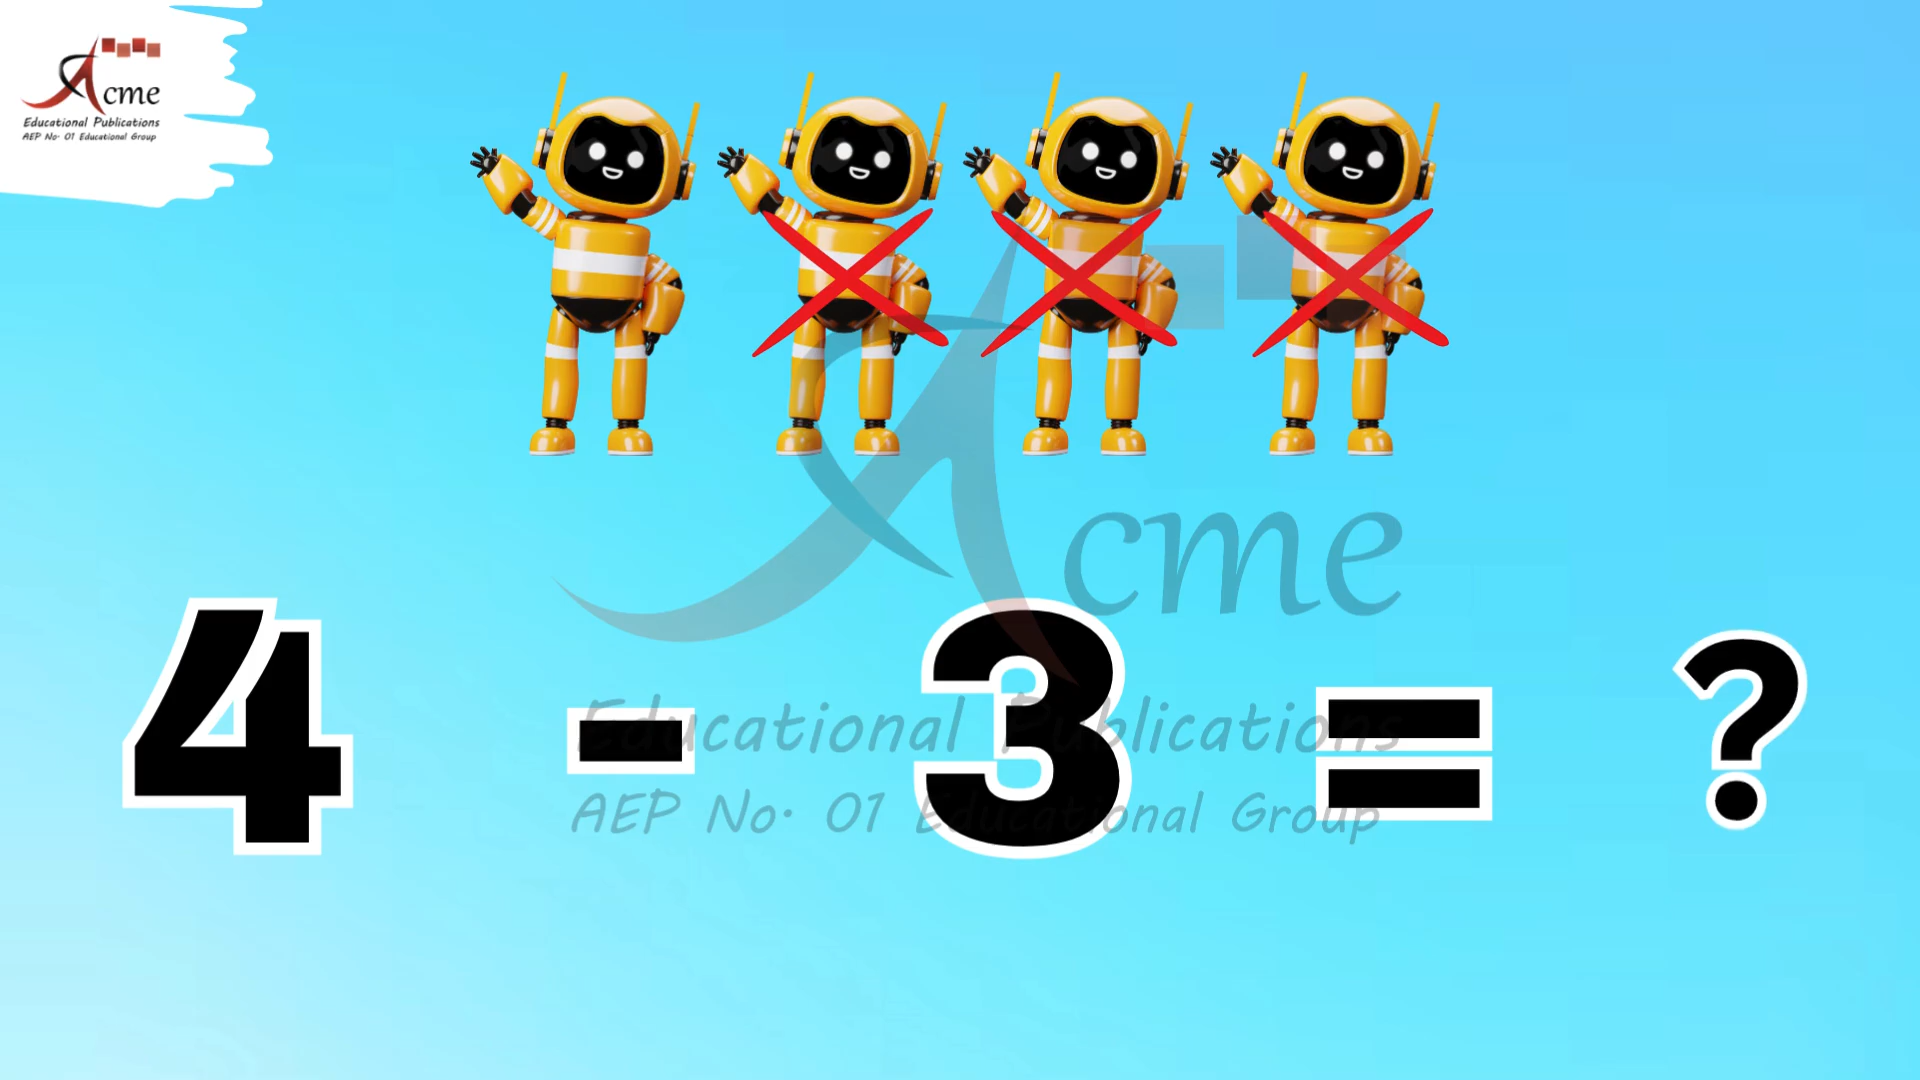 Acme
Educational Publications
AEP No. 01 Educational Group
Acme
4 - 3 = ?
Educational Publications
AEP No. 01 Educational Group